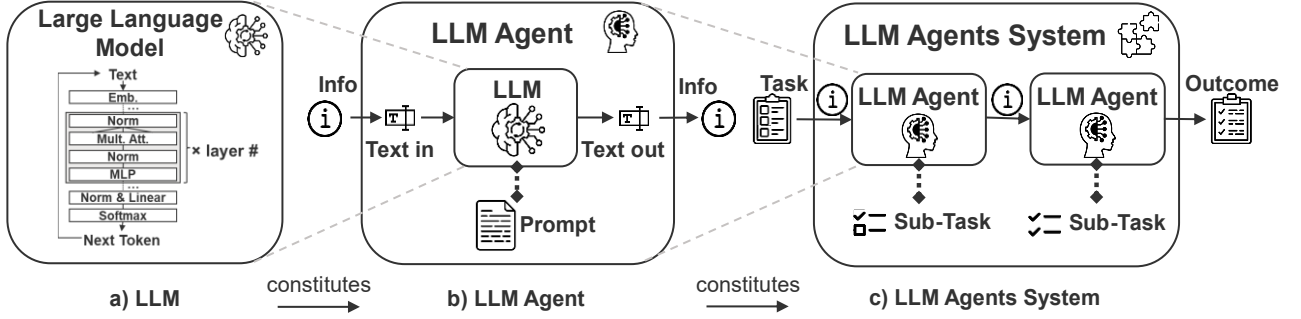 Large Language
Model
Text
Emb.
...
Norm
Mult. Att.
Norm
MLP
× layer #
...
Norm & Linear
Softmax
Next Token
a) LLM
constitutes
LLM Agent
Info
i
T
Text in
LLM
Prompt
T
Text out
Info
i
b) LLM Agent
constitutes
LLM Agents System
Task
i
LLM Agent
Sub-Task
i
LLM Agent
Sub-Task
Outcome
c) LLM Agents System